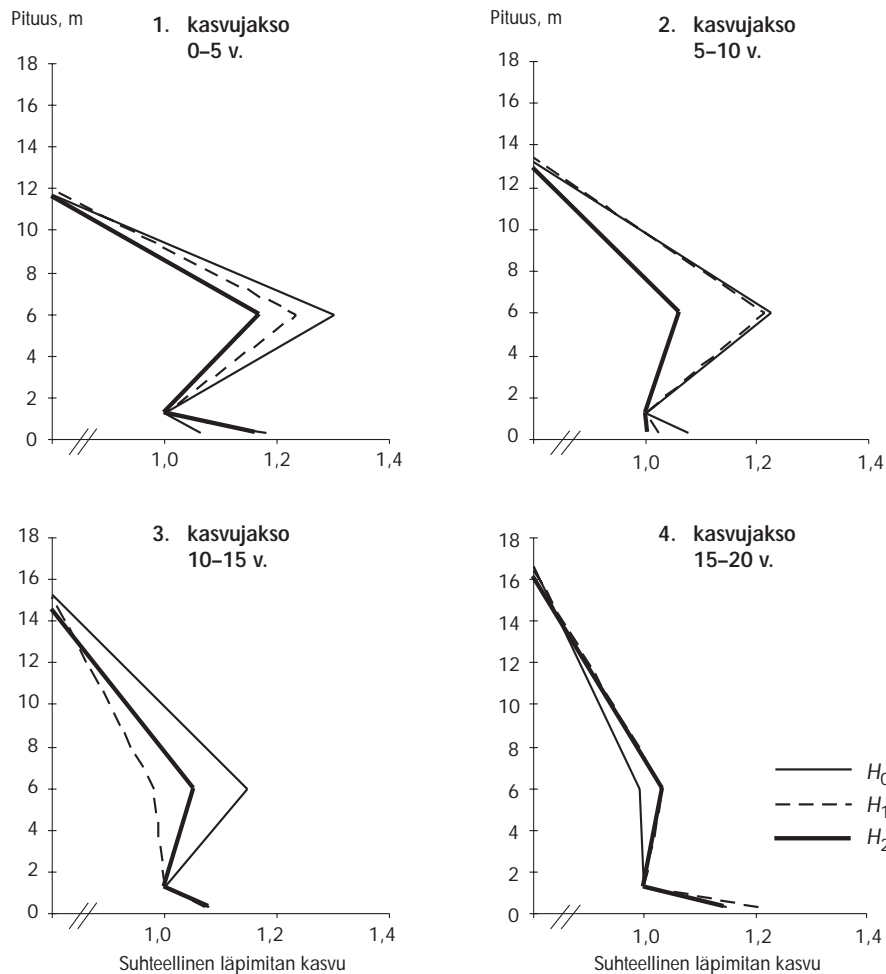 Pituus, m
1. kasvujakso
0–5 v.
18
16
14
12
10
8
6
4
2
0
1,0 1,2 1,4
2. kasvujakso
5–10 v.
18
16
14
12
10
8
6
4
2
0
1,0 1,2 1,4
3. kasvujakso
10–15 v.
18
16
14
12
10
8
6
4
2
0
1,0 1,2 1,4
Suhteellinen läpimitan kasvu
4. kasvujakso
15–20 v.
18
16
14
12
10
8
6
4
2
0
1,0 1,2 1,4
Suhteellinen läpimitan kasvu
H0
H1
H2